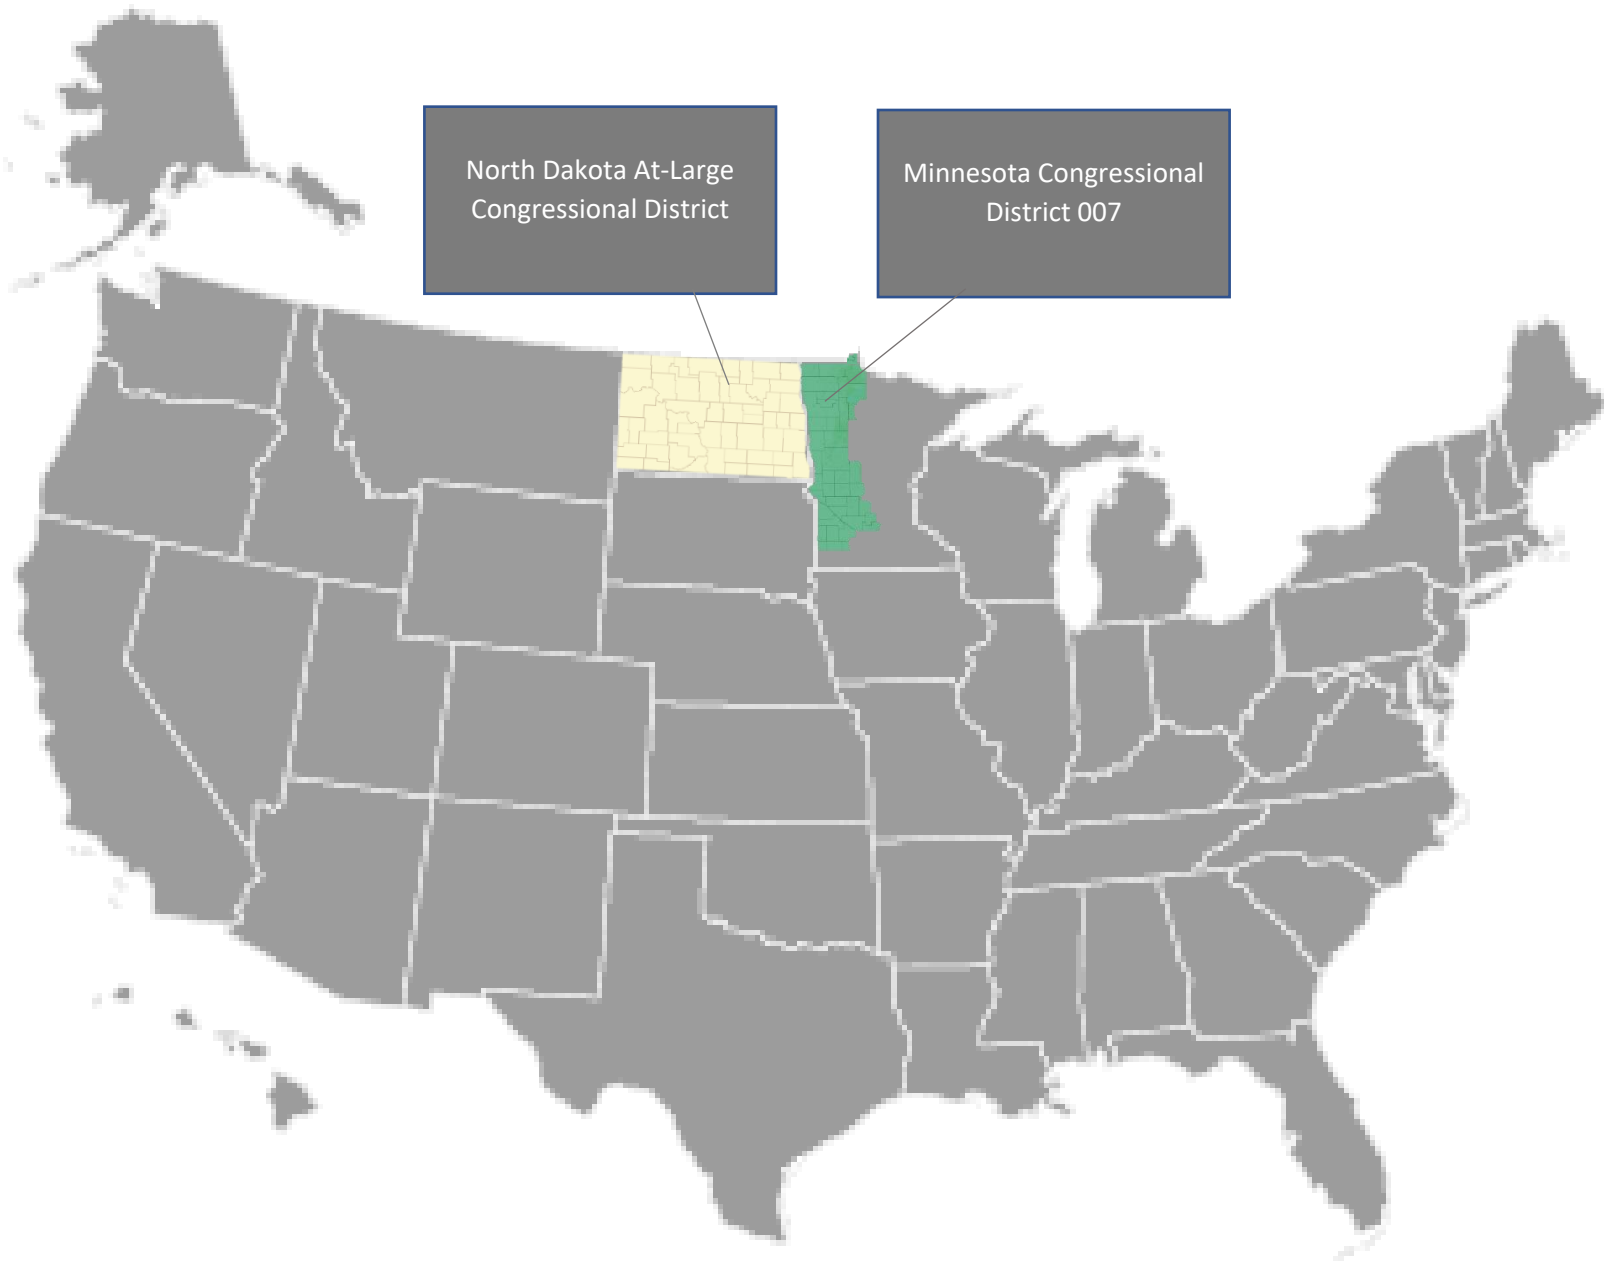 North Dakota At-Large
Congressional District
Minnesota Congressional
District 007